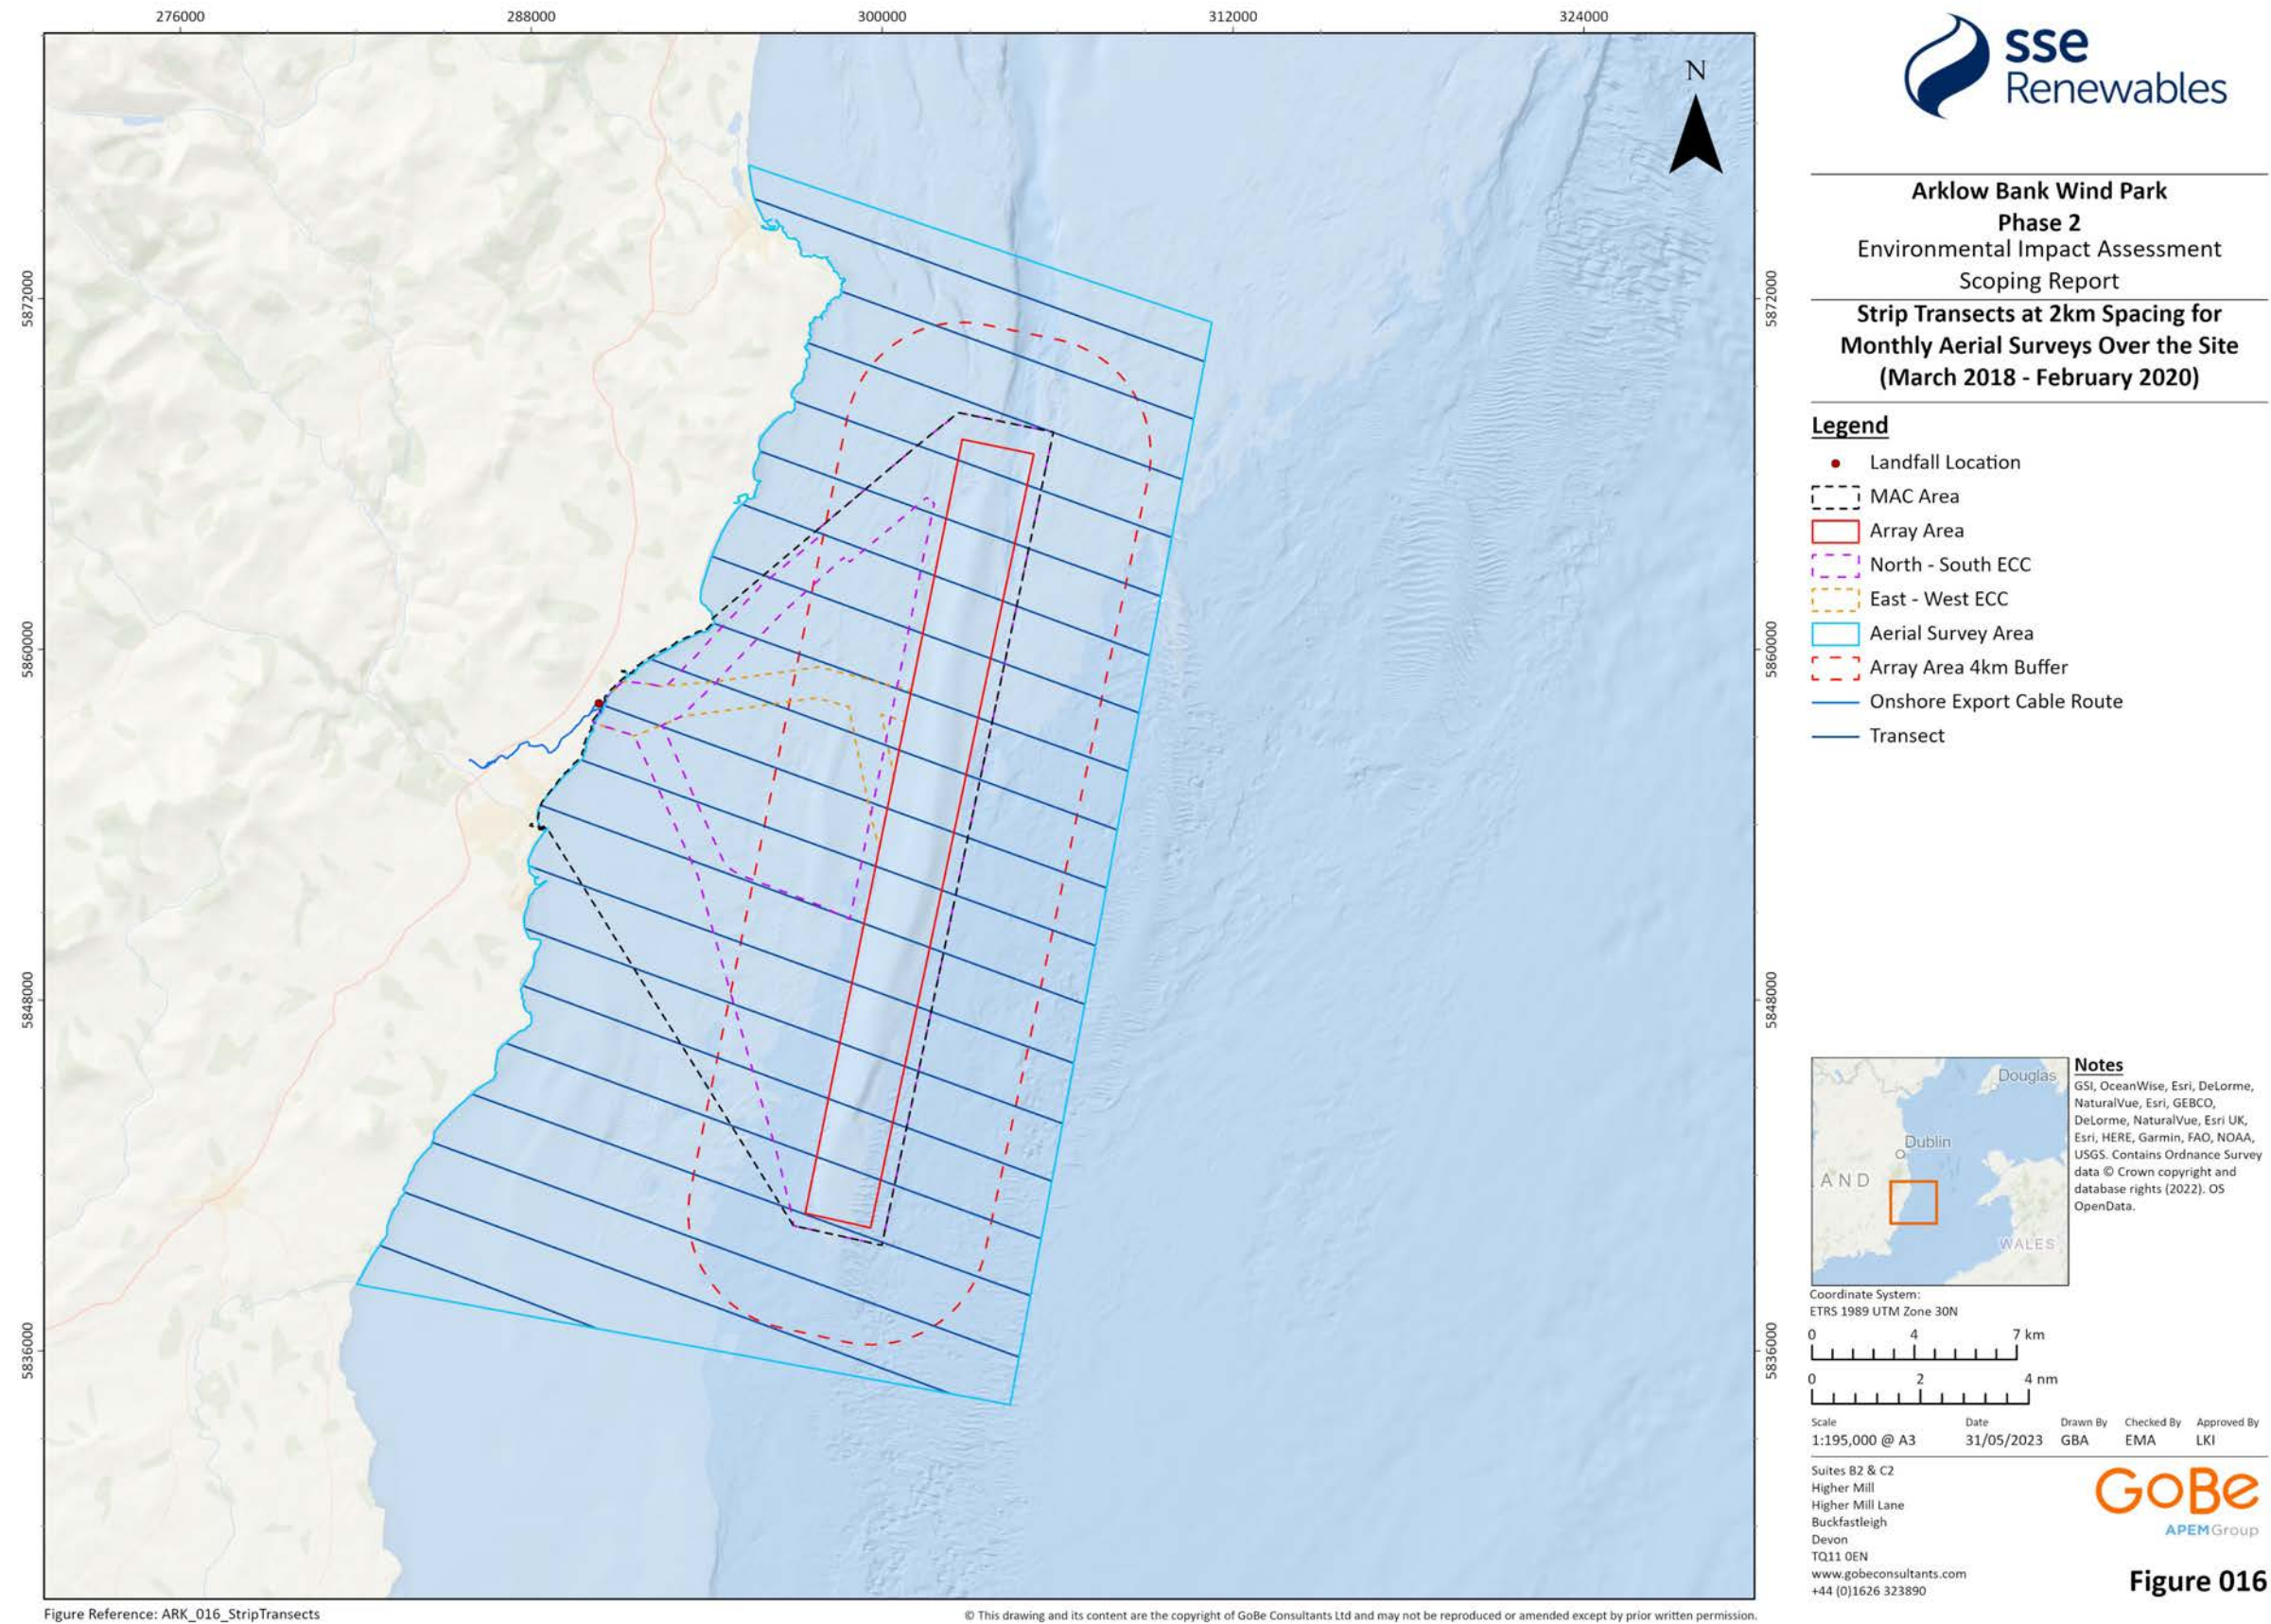 276000
288000
300000
312000
324000
5872000
5860000
5848000
5836000
5872000
5860000
5848000
5836000
N
sse
Renewables
Arklow Bank Wind Park
Phase 2
Environmental Impact Assessment
Scoping Report
Strip Transects at 2km Spacing for
Monthly Aerial Surveys Over the Site
(March 2018 - February 2020)
Legend
Landfall Location
MAC Area
Array Area
North - South ECC
East - West ECC
Aerial Survey Area
Array Area 4km Buffer
Onshore Export Cable Route
Transect
Douglas
Dublin
AND
WALES
Notes
GSI, OceanWise, Esri, DeLorme,
NaturalVue, Esri, GEBCO,
DeLorme, NaturalVue, Esri UK,
Esri, HERE, Garmin, FAO, NOAA,
USGS. Contains Ordnance Survey
data © Crown copyright and
database rights (2022). OS
OpenData.
Coordinate System:
ETRS 1989 UTM Zone 30N
0 4 7 km
0 2 4 nm
Scale Date Drawn By Checked By Approved By
1:195,000 @ A3 31/05/2023 GBA EMA LKI
Suites B2 & C2
Higher Mill
Higher Mill Lane
Buckfastleigh
Devon
TQ11 0EN
www.gobeconsultants.com
+44 (0)1626 323890
GoBe
APEMGroup
Figure 016
Figure Reference: ARK_016_StripTransects
© This drawing and its content are the copyright of GoBe Consultants Ltd and may not be reproduced or amended except by prior written permission.